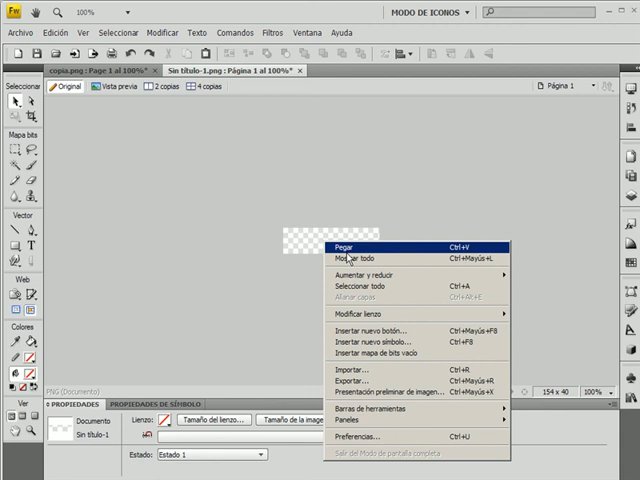 Fw
100%
MODO DE ICONOS
Archivo Edición Ver Seleccionar Modificar Texto Comandos Filtros Ventana Ayuda
copia.png : Page 1 al 100%* Sin título-1.png : Página 1 al 100%*
Seleccionar
Original Vista previa 2 copias 4 copias
Página 1
Mapa bits
Vector
Web
Colores
Ver
Pegar Ctrl+V
Mostrar todo Ctrl+Mayús+L
Aumentar y reducir
Seleccionar todo Ctrl+A
Allanar capas Ctrl+Alt+E
Modificar lienzo
Insertar nuevo botón... Ctrl+Mayús+F8
Insertar nuevo símbolo... Ctrl+F8
Insertar mapa de bits vacío
Importar... Ctrl+R
Exportar... Ctrl+Mayús+R
Presentación preliminar de imagen... Ctrl+Mayús+X
Barras de herramientas
Paneles
Preferencias... Ctrl+U
Salir del Modo de pantalla completa
PNG (Documento)
154 x 40 100%
PROPIEDADES PROPIEDADES DE SÍMBOLO
Documento
Sin título-1
Lienzo: Tamaño del lienzo... Tamaño de la image
Estado: Estado 1